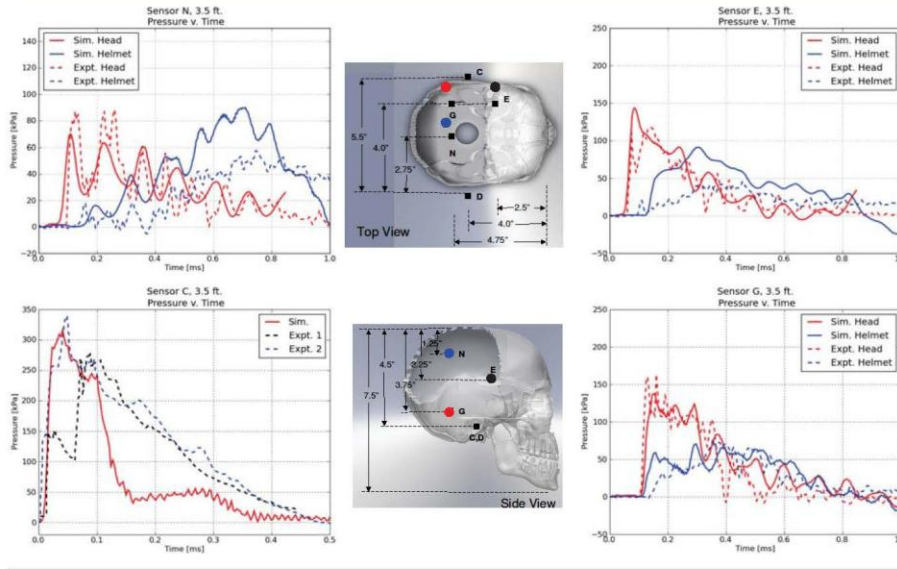 Sensor N, 3.5 ft.
Pressure v. Time
Sim. Head
Sim. Helmet
Expt. Head
Expt. Helmet
Pressure [kPa]
150
140
120
100
80
60
40
20
0
−20
0.0 0.2 0.4 0.6 0.8 1.0
Time [ms]
C
E
G
N
D
5.5"
4.0"
2.75"
2.5"
4.0"
4.75"
Top View
Sensor E, 3.5 ft.
Pressure v. Time
Sim. Head
Sim. Helmet
Expt. Head
Expt. Helmet
Pressure [kPa]
250
200
150
100
50
0
−50
0.0 0.2 0.4 0.6 0.8 1.0
Time [ms]
Sensor C, 3.5 ft.
Pressure v. Time
Sim.
Expt. 1
Expt. 2
Pressure [kPa]
350
300
250
200
150
100
50
0
0.0 0.1 0.2 0.3 0.4 0.5
Time [ms]
1.25"
N
4.5"
2.25"
E
3.75"
7.5"
G
C,D
Side View
Sensor G, 3.5 ft.
Pressure v. Time
Sim. Head
Sim. Helmet
Expt. Head
Expt. Helmet
Pressure [kPa]
250
200
150
100
50
0
−50
0.0 0.2 0.4 0.6 0.8
Time [ms]